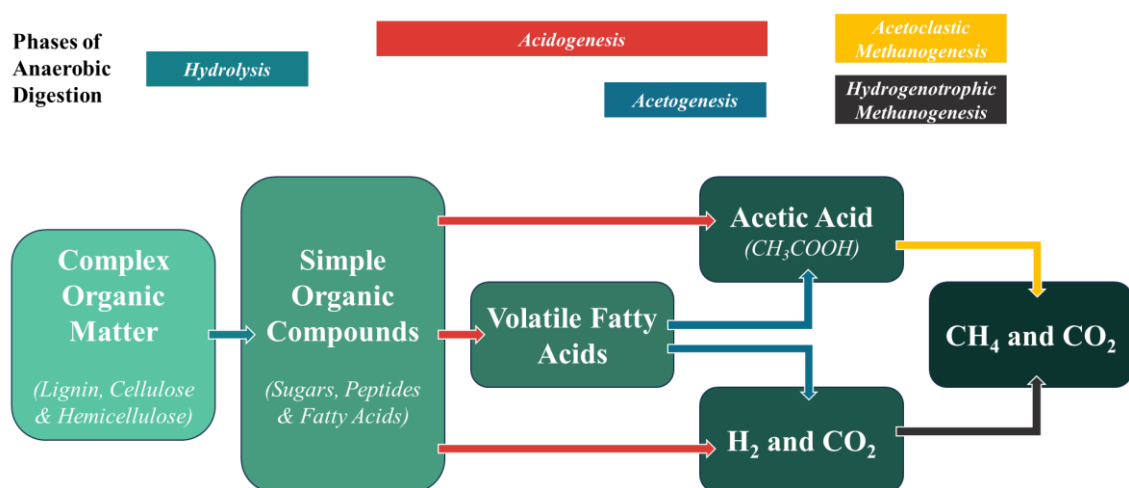 Phases of
Anaerobic
Digestion
Hydrolysis
Acidogenesis
Acetogenesis
Acetoclastic
Methanogenesis
Hydrogenotrophic
Methanogenesis
Complex
Organic
Matter
(Lignin, Cellulose
& Hemicellulose)
Simple
Organic
Compounds
(Sugars, Peptides
& Fatty Acids)
Volatile Fatty
Acids
Acetic Acid
(CH₃COOH)
H₂ and CO₂
CH₄ and CO₂